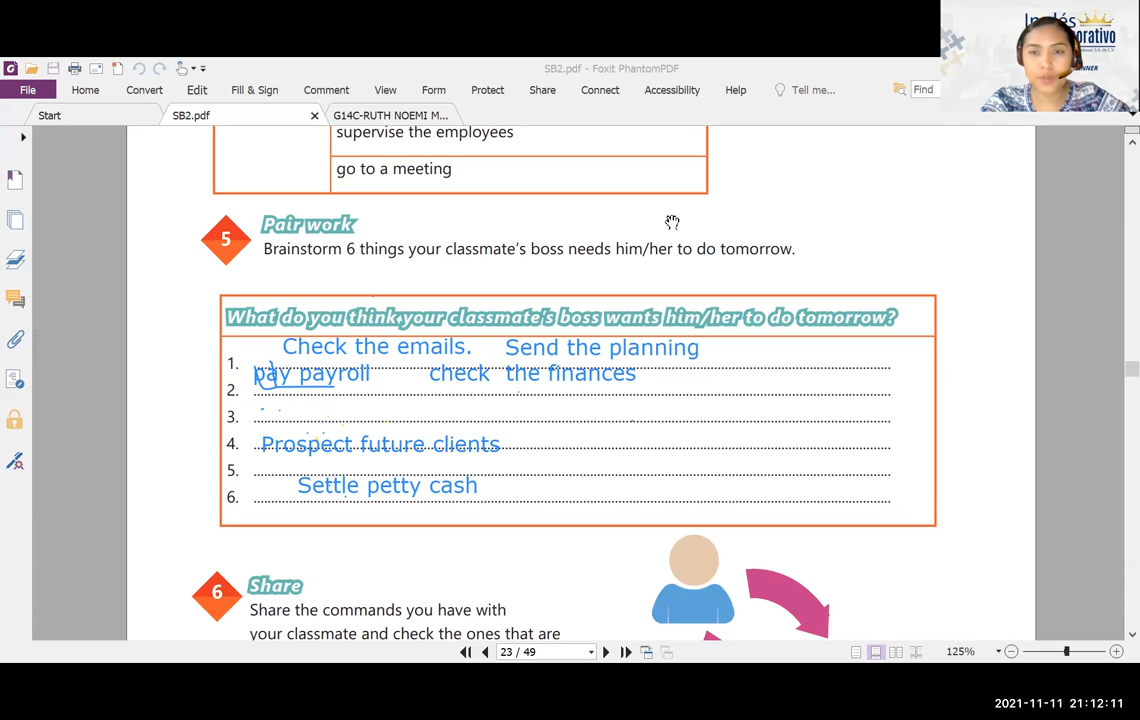 Inglés
orativo
NNER
SB2.pdf - Foxit PhantomPDF
File Home Convert Edit Fill & Sign Comment View Form Protect Share Connect Accessibility Help Tell me... Find
Start SB2.pdf G14C-RUTH NOEMI M...
supervise the employees
go to a meeting
5 Pair work
Brainstorm 6 things your classmate's boss needs him/her to do tomorrow.
What do you think your classmate's boss wants him/her to do tomorrow?
Check the emails. Send the planning
1.
pay payroll check the finances
2.
3.
4. Prospect future clients
5.
Settle petty cash
6.
6 Share
Share the commands you have with
your classmate and check the ones that are
23 / 49 125%
2021-11-11 21:12:11